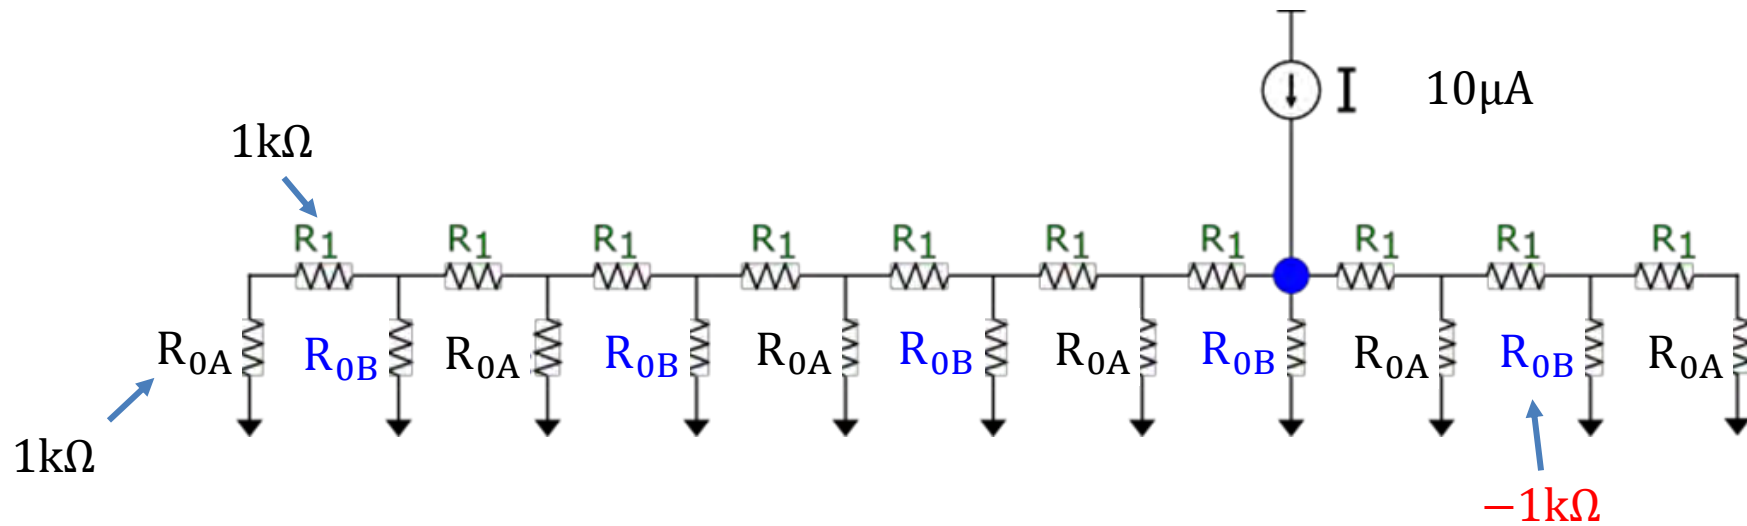 I 10μA
1kΩ
R1 R1 R1 R1 R1 R1 R1 R1 R1 R1
R0A R0B R0A R0B R0A R0B R0A R0B R0A R0B R0A
1kΩ
−1kΩ